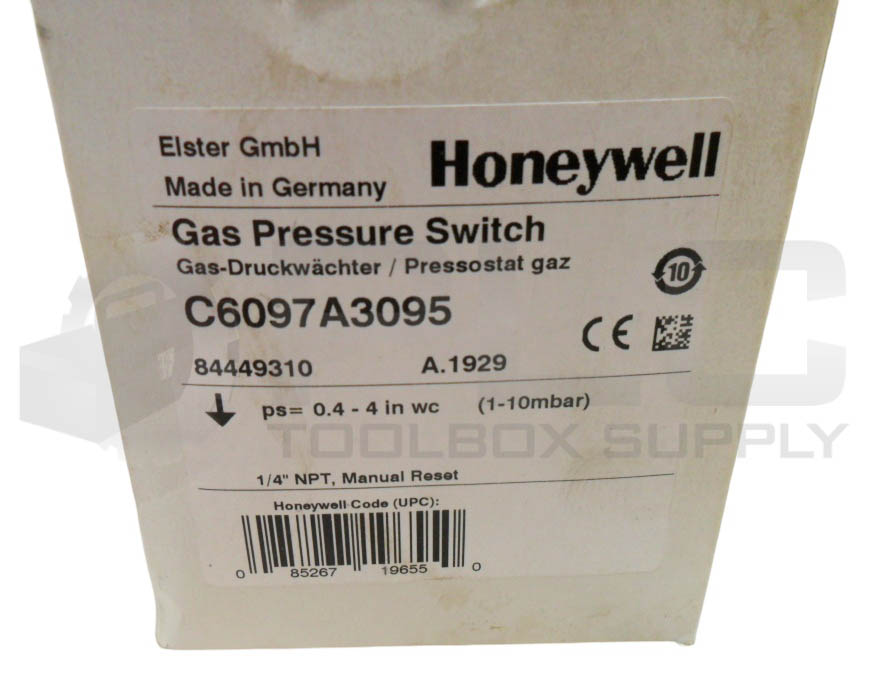 Elster GmbH
Honeywell
Made in Germany
Gas Pressure Switch
Gas-Druckwächter / Pressostat gaz
10
C6097A3095
CE
84449310 A.1929
ps= 0.4 - 4 in wc (1-10mbar)
TOOLBOX SUPPLY
1/4" NPT, Manual Reset
Honeywell Code (UPC):
0 85267 19655 0